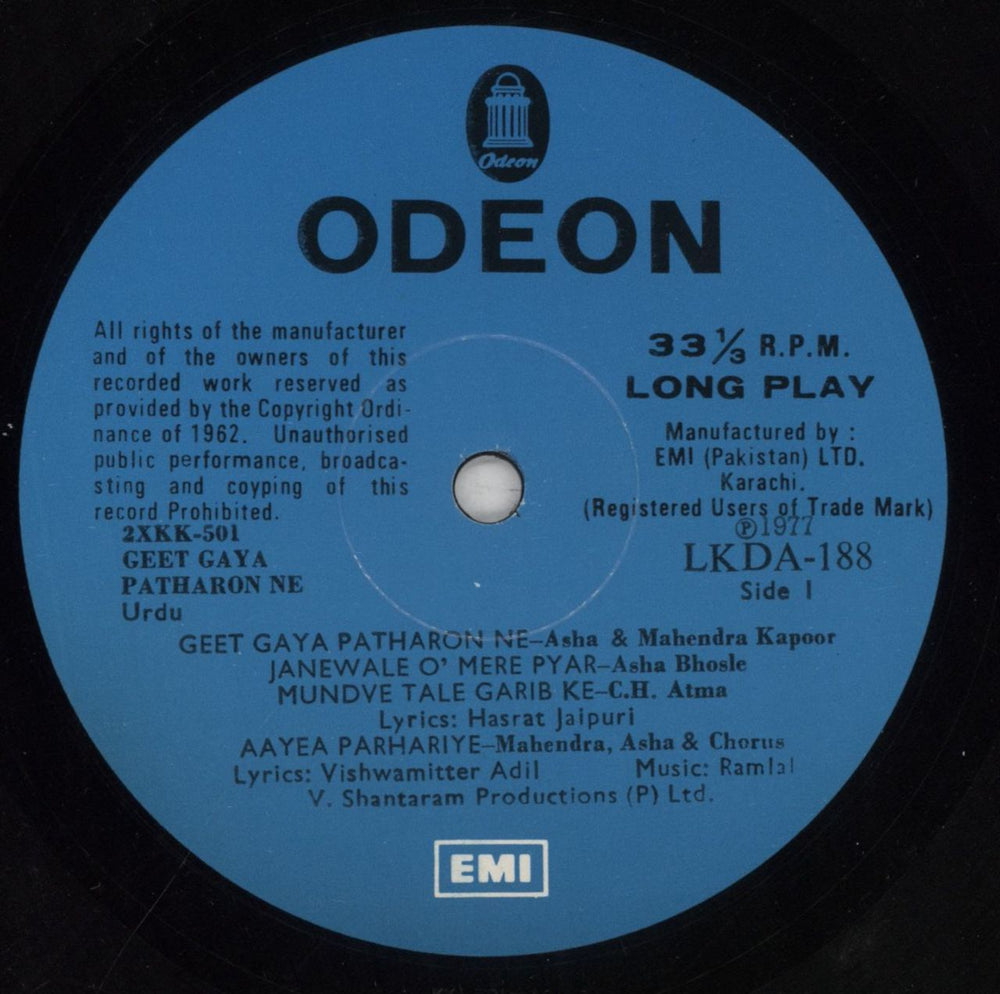 Odeon
ODEON
All rights of the manufacturer
and of the owners of this
recorded work reserved as
provided by the Copyright Ordi-
nance of 1962. Unauthorised
public performance, broadca-
sting and coyping of this
record Prohibited.
2XKK-501
GEET GAYA
PATHARON NE
Urdu
33⅓ R.P.M.
LONG PLAY
Manufactured by :
EMI (Pakistan) LTD.
Karachi.
(Registered Users of Trade Mark)
℗1977
LKDA-188
Side I
GEET GAYA PATHARON NE–Asha & Mahendra Kapoor
JANEWALE O' MERE PYAR–Asha Bhosle
MUNDVE TALE GARIB KE–C.H. Atma
Lyrics: Hasrat Jaipuri
AAYEA PARHARIYE–Mahendra, Asha & Chorus
Lyrics: Vishwamitter Adil Music: Ramlal
V. Shantaram Productions (P) Ltd.
EMI